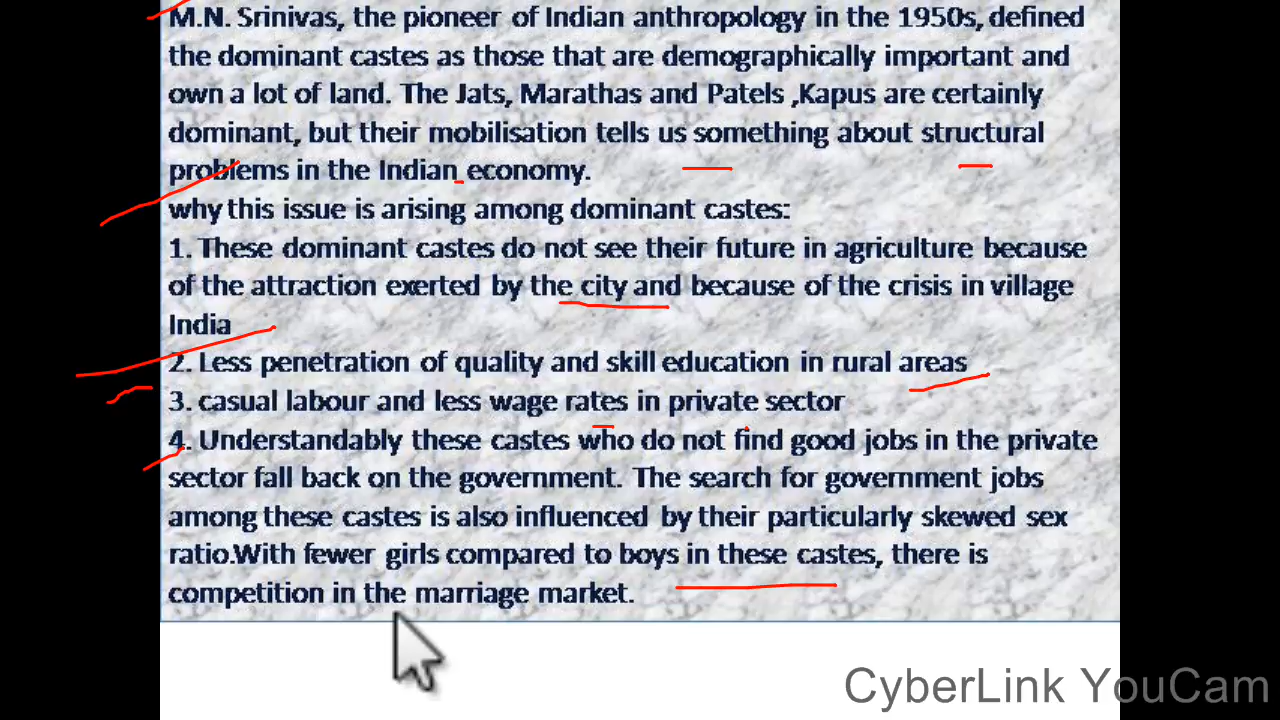 M.N. Srinivas, the pioneer of Indian anthropology in the 1950s, defined
the dominant castes as those that are demographically important and
own a lot of land. The Jats, Marathas and Patels ,Kapus are certainly
dominant, but their mobilisation tells us something about structural
problems in the Indian economy.
why this issue is arising among dominant castes:
1. These dominant castes do not see their future in agriculture because
of the attraction exerted by the city and because of the crisis in village
India
2. Less penetration of quality and skill education in rural areas
3. casual labour and less wage rates in private sector
4. Understandably these castes who do not find good jobs in the private
sector fall back on the government. The search for government jobs
among these castes is also influenced by their particularly skewed sex
ratio.With fewer girls compared to boys in these castes, there is
competition in the marriage market.
CyberLink YouCam